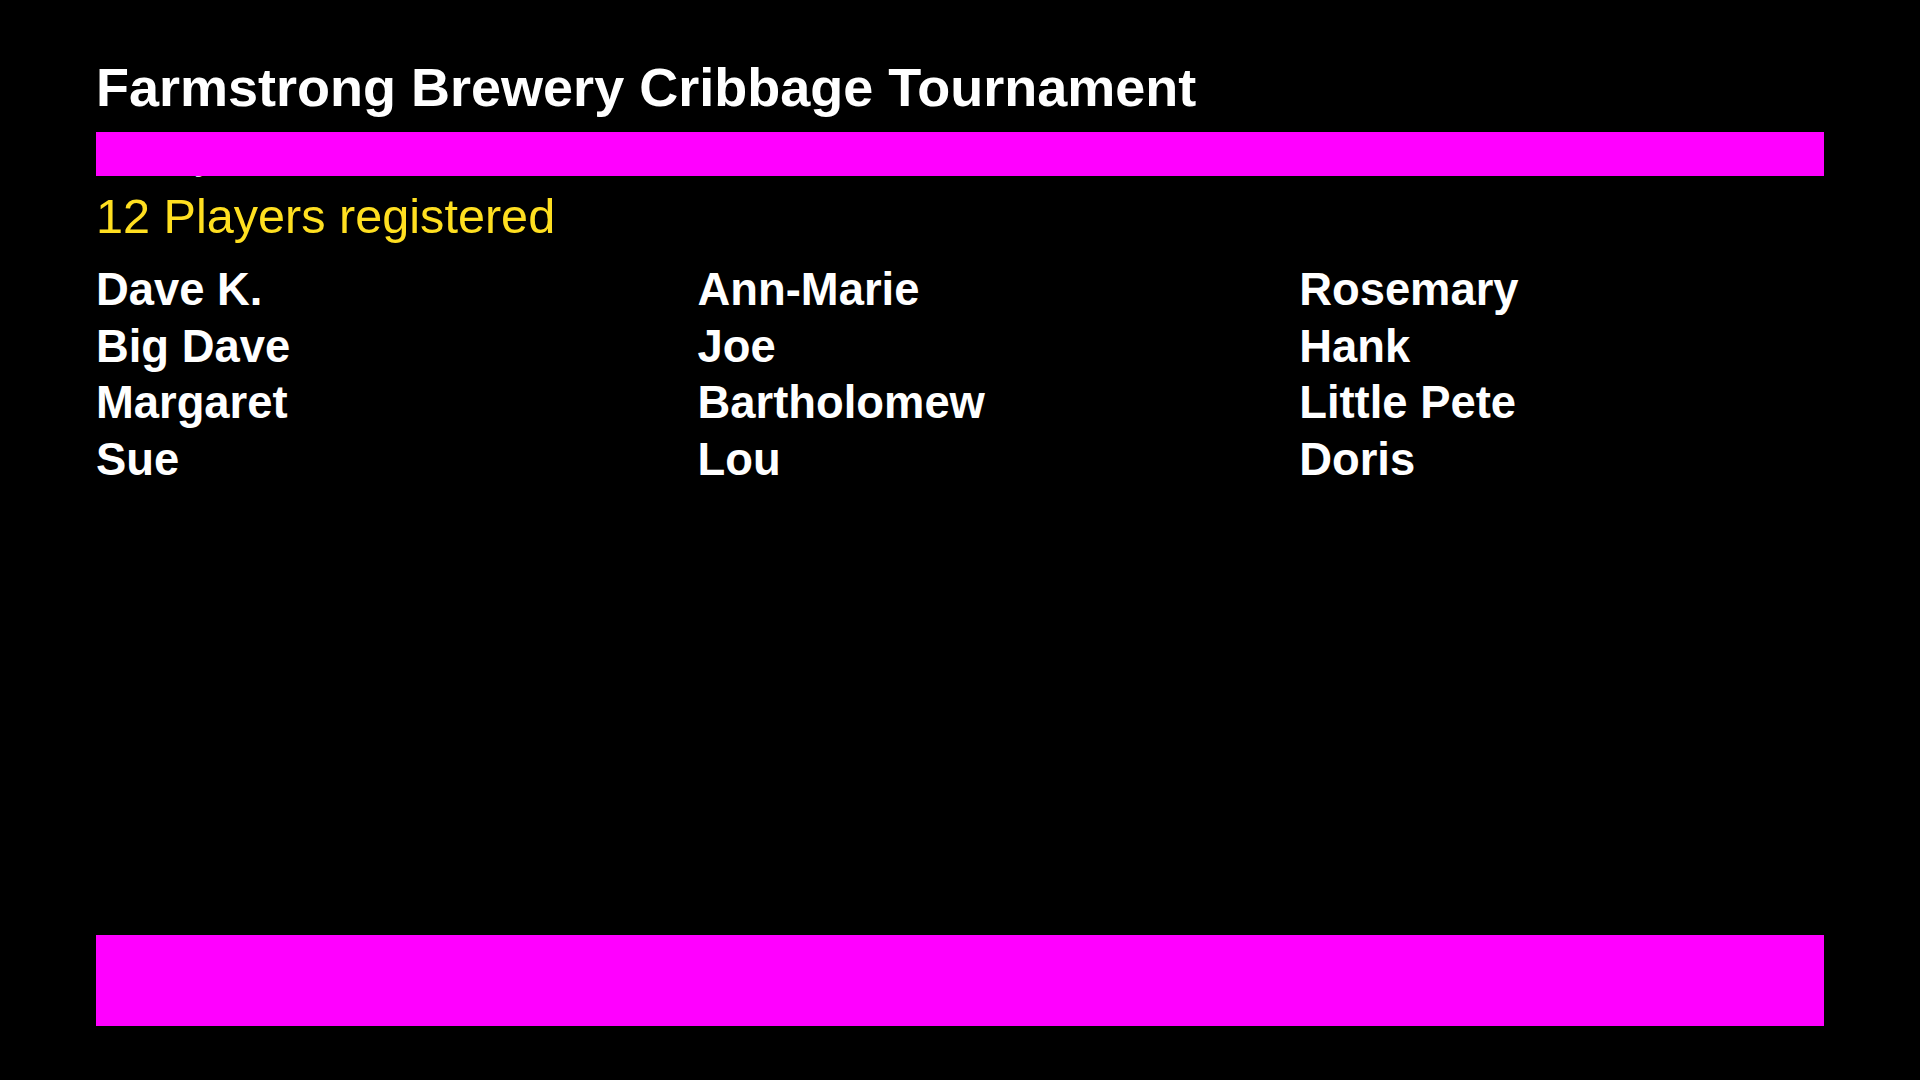 Farmstrong Brewery Cribbage Tournament
12 Players registered
Dave K.
Big Dave
Margaret
Sue
Ann-Marie
Joe
Bartholomew
Lou
Rosemary
Hank
Little Pete
Doris